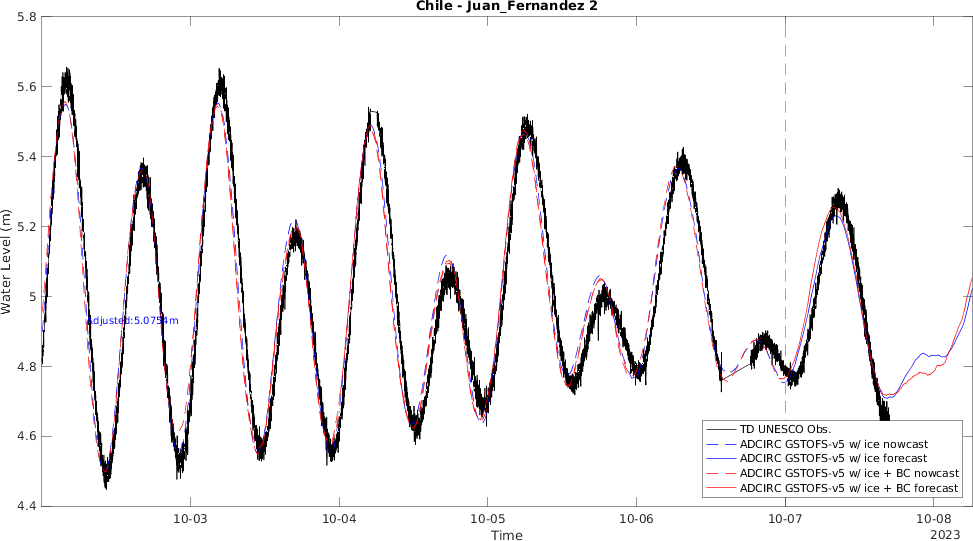 Chile - Juan_Fernandez 2
5.8
5.6
5.4
5.2
5
4.8
4.6
4.4
Water Level (m)
Adjusted:5.0754m
TD UNESCO Obs.
ADCIRC GSTOFS-v5 w/ ice nowcast
ADCIRC GSTOFS-v5 w/ ice forecast
ADCIRC GSTOFS-v5 w/ ice + BC nowcast
ADCIRC GSTOFS-v5 w/ ice + BC forecast
10-03 10-04 10-05 10-06 10-07 10-08
Time
2023